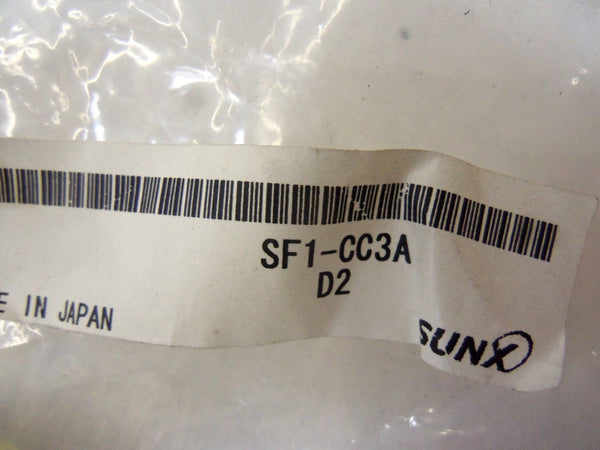 SF1-CC3A
D2
E IN JAPAN
SUNX